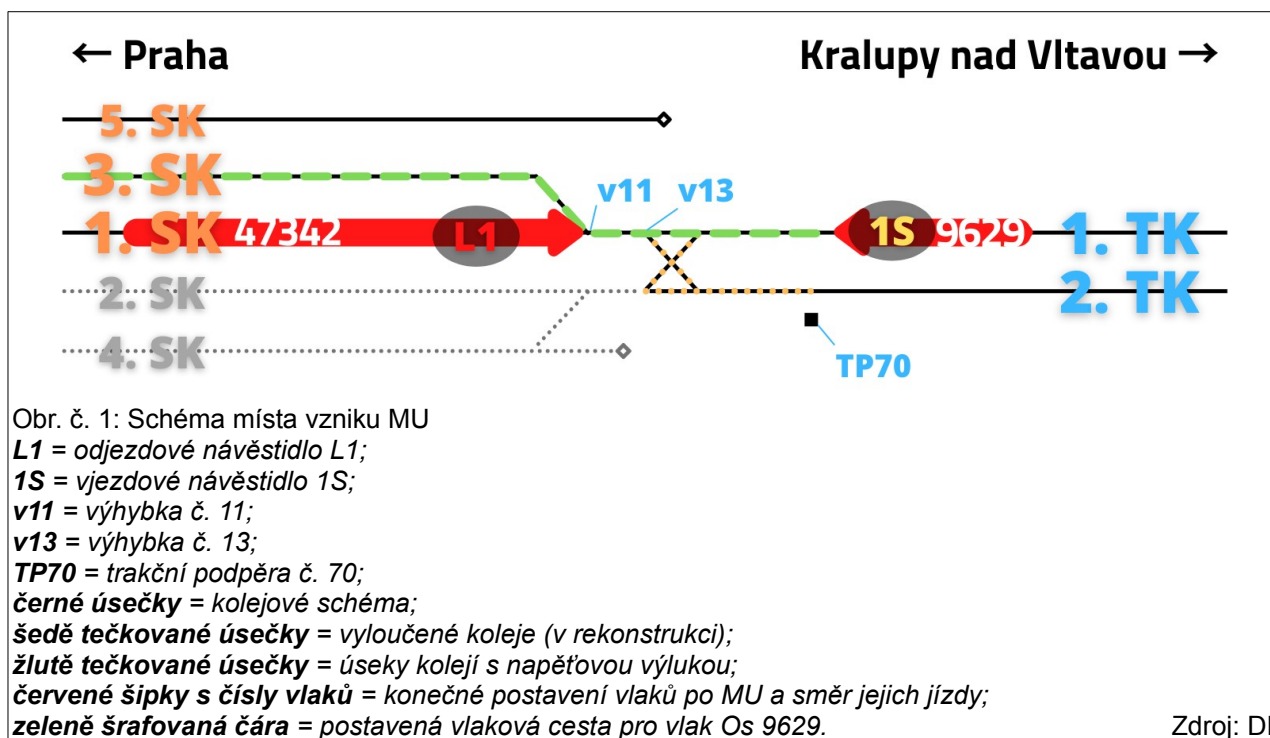 ← Praha Kralupy nad Vltavou →
5. SK
3. SK
v11 v13
1. SK 47342 L1 1S 9629 1. TK
2. SK 2. TK
4. SK
TP70
Obr. č. 1: Schéma místa vzniku MU
L1 = odjezdové návěstidlo L1;
1S = vjezdové návěstidlo 1S;
v11 = výhybka č. 11;
v13 = výhybka č. 13;
TP70 = trakční podpěra č. 70;
černé úsečky = kolejové schéma;
šedě tečkované úsečky = vyloučené koleje (v rekonstrukci);
žlutě tečkované úsečky = úseky kolejí s napěťovou výlukou;
červené šipky s čísly vlaků = konečné postavení vlaků po MU a směr jejich jízdy;
zeleně šrafovaná čára = postavená vlaková cesta pro vlak Os 9629. Zdroj: